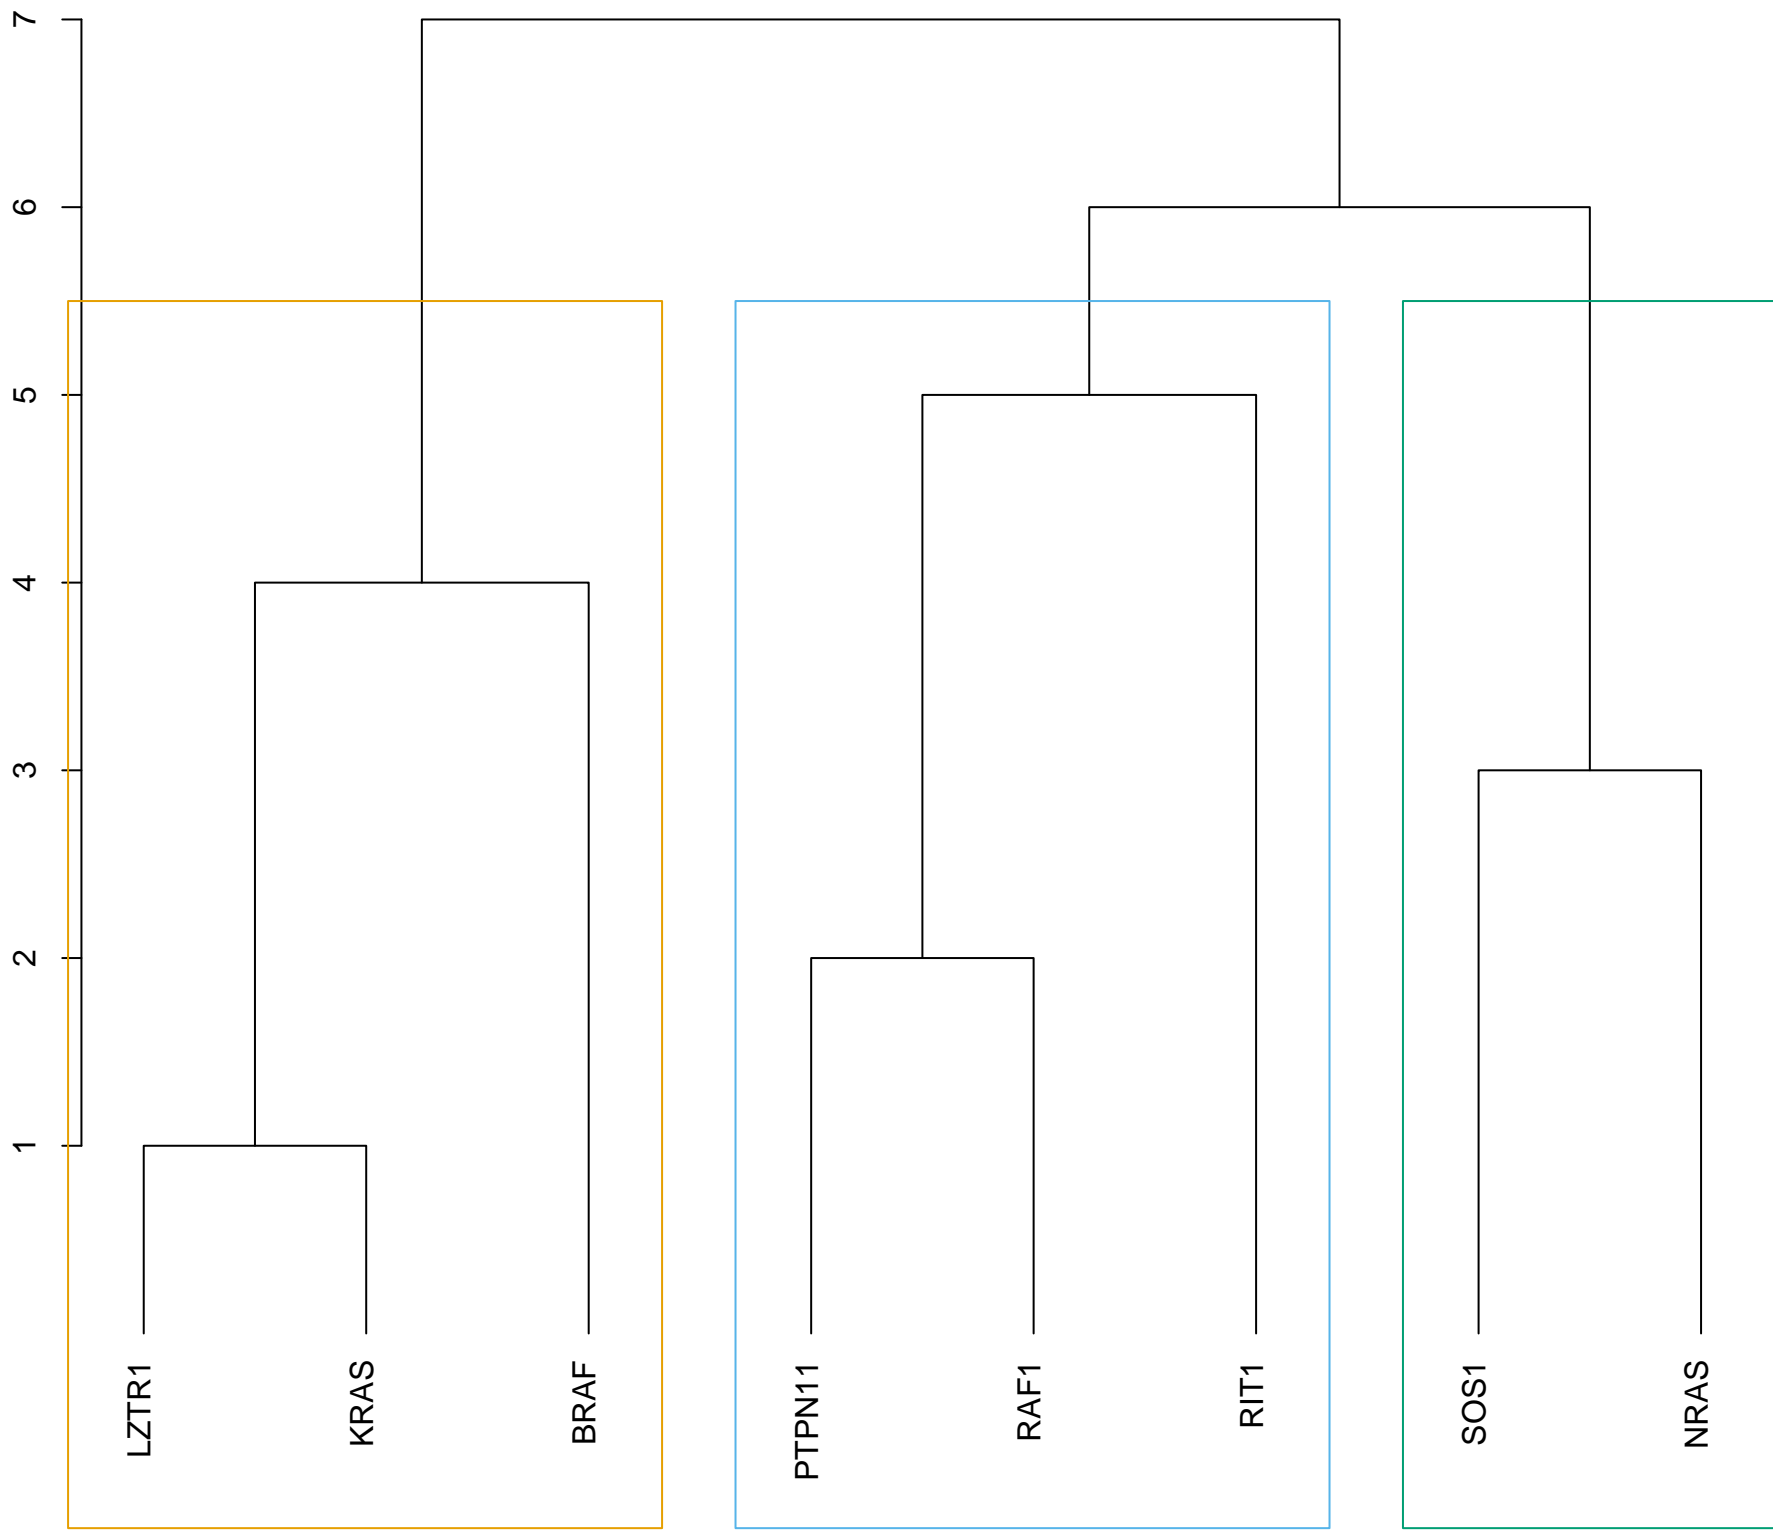 7
6
5
4
3
2
1
LZTR1
KRAS
BRAF
PTPN11
RAF1
RIT1
SOS1
NRAS